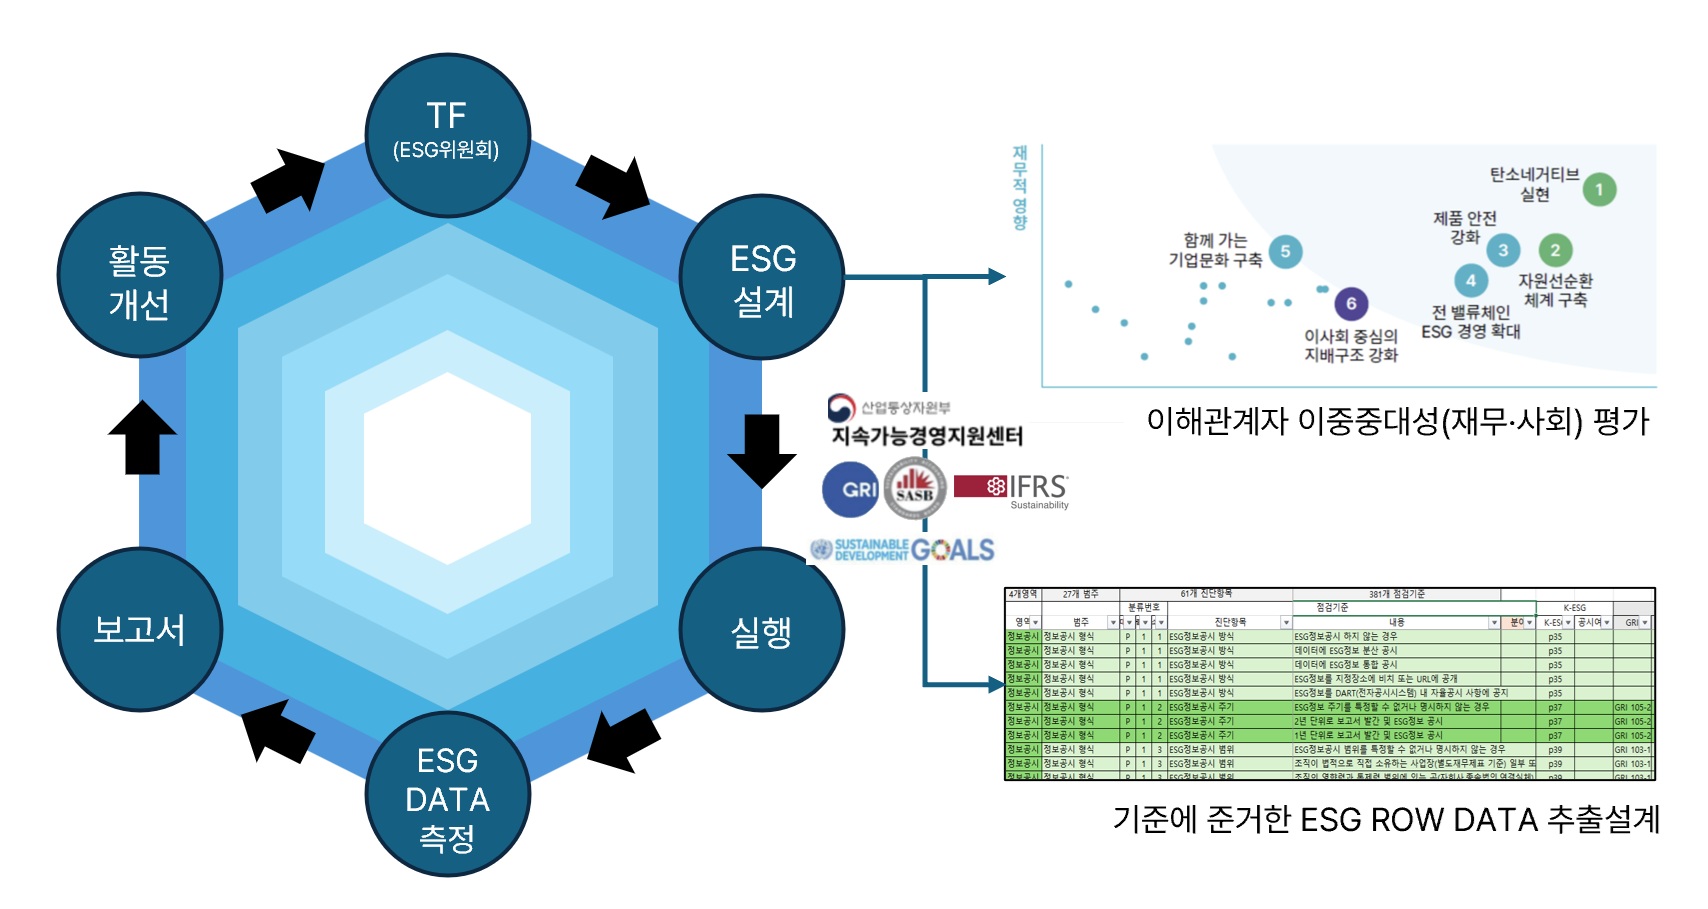 TF
(ESG위원회)
ESG
설계
실행
ESG
DATA
측정
보고서
활동
개선
재무적 영향
탄소네거티브
실현
1
제품 안전
강화
3
2
자원선순환
체계 구축
4
전 밸류체인
ESG 경영 확대
함께 가는
기업문화 구축
5
6
이사회 중심의
지배구조 강화
이해관계자 이중중대성(재무·사회) 평가
산업통상자원부
지속가능경영지원센터
GRI
SASB
IFRS
Sustainability
SUSTAINABLE
DEVELOPMENT
GOALS
4개영역 27개 범주 61개 진단항목 381개 점검기준
분류번호 점검기준 K-ESG
영역 범주 진단항목 내용 분야 K-ES 공시여 GRI
정보공시 정보공시 형식 P 1 1 ESG정보공시 방식 ESG정보공시 하지 않는 경우 p35
정보공시 정보공시 형식 P 1 1 ESG정보공시 방식 데이터에 ESG정보 분산 공시 p35
정보공시 정보공시 형식 P 1 1 ESG정보공시 방식 데이터에 ESG정보 통합 공시 p35
정보공시 정보공시 형식 P 1 1 ESG정보공시 방식 ESG정보를 지정장소에 비치 또는 URL에 공개 p35
정보공시 정보공시 형식 P 1 1 ESG정보공시 방식 ESG정보를 DART(전자공시시스템) 내 자율공시 사항에 공지 p35
정보공시 정보공시 형식 P 1 2 ESG정보공시 주기 ESG정보 주기를 특정할 수 없거나 명시하지 않는 경우 p37 GRI 105-2
정보공시 정보공시 형식 P 1 2 ESG정보공시 주기 2년 단위로 보고서 발간 및 ESG정보 공시 p37 GRI 105-2
정보공시 정보공시 형식 P 1 2 ESG정보공시 주기 1년 단위로 보고서 발간 및 ESG정보 공시 p37 GRI 105-2
정보공시 정보공시 형식 P 1 3 ESG정보공시 범위 ESG정보공시 범위를 특정할 수 없거나 명시하지 않는 경우 p39 GRI 103-1
정보공시 정보공시 형식 P 1 3 ESG정보공시 범위 조직이 법적으로 직접 소유하는 사업장(별도재무제표 기준) 일부 또 p39 GRI 103-1
정보공시 정보공시 형식 P 1 3 ESG정보공시 범위 p39 GRI 103-1
기준에 준거한 ESG ROW DATA 추출설계